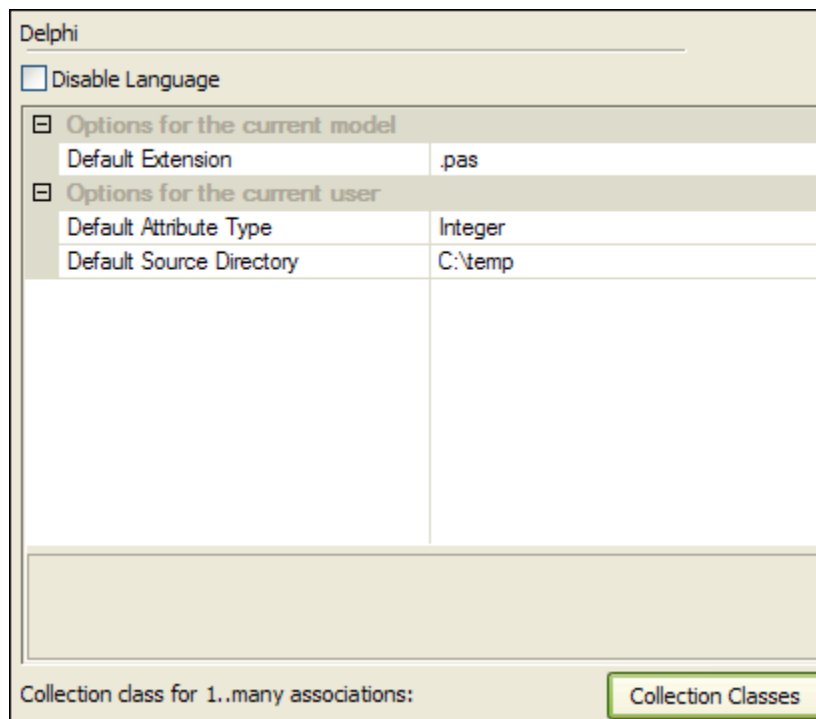 Delphi
Disable Language
Options for the current model
Default Extension .pas
Options for the current user
Default Attribute Type Integer
Default Source Directory C:\temp
Collection class for 1..many associations: Collection Classes